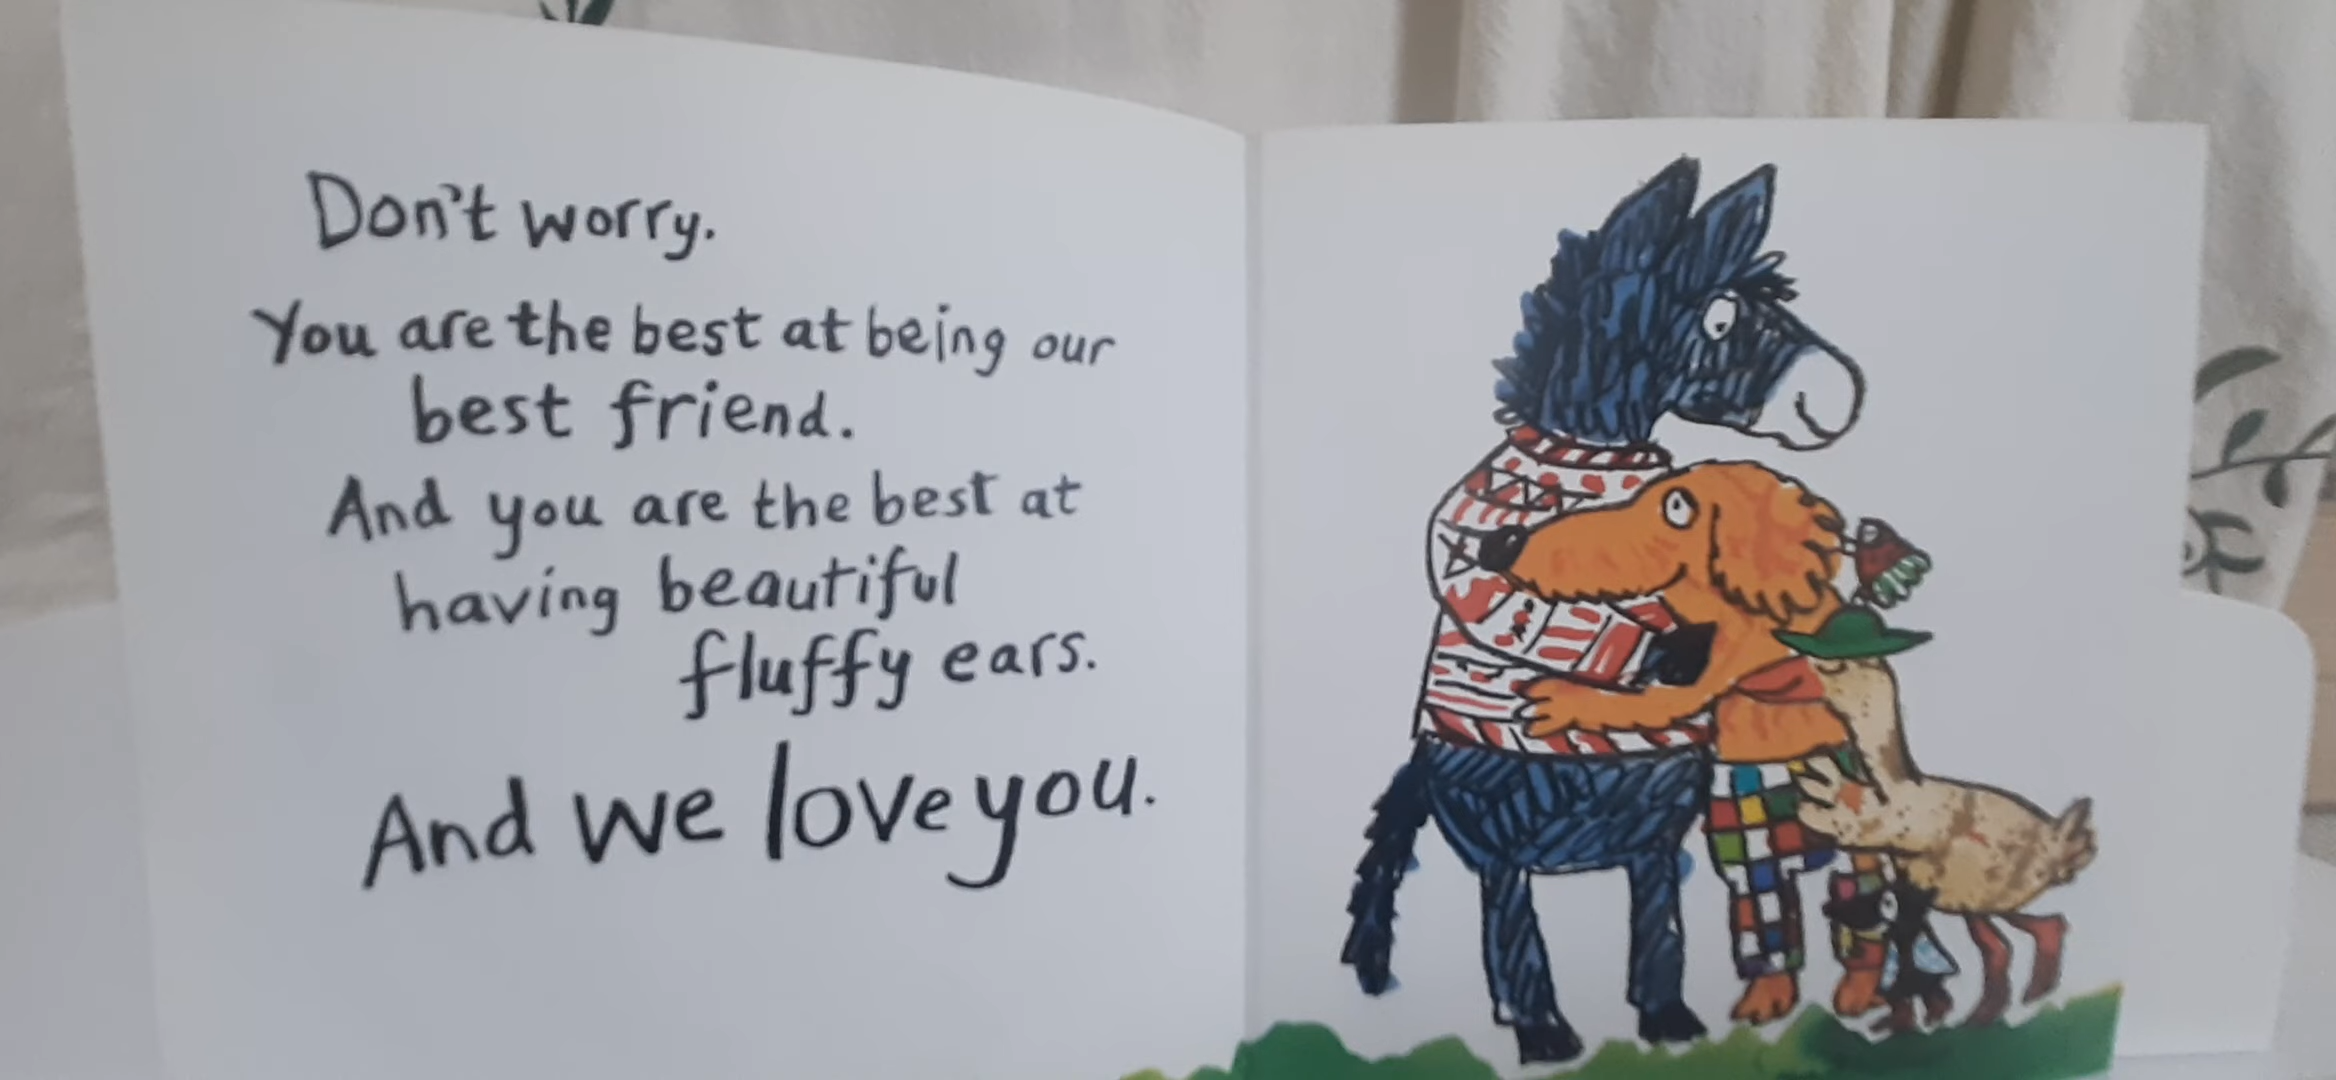 Don't worry.
You are the best at being our
best friend.
And you are the best at
having beautiful
fluffy ears.
And we love you.